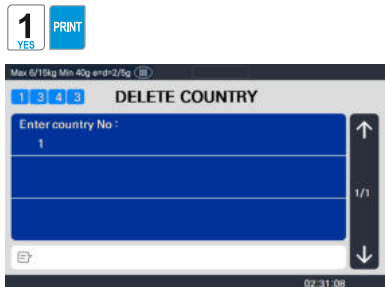 1
YES
PRINT
Max 6/15kg Min 40g e=d=2/5g (III)
1 3 4 3 DELETE COUNTRY
Enter country No :
1
1/1
02:31:08